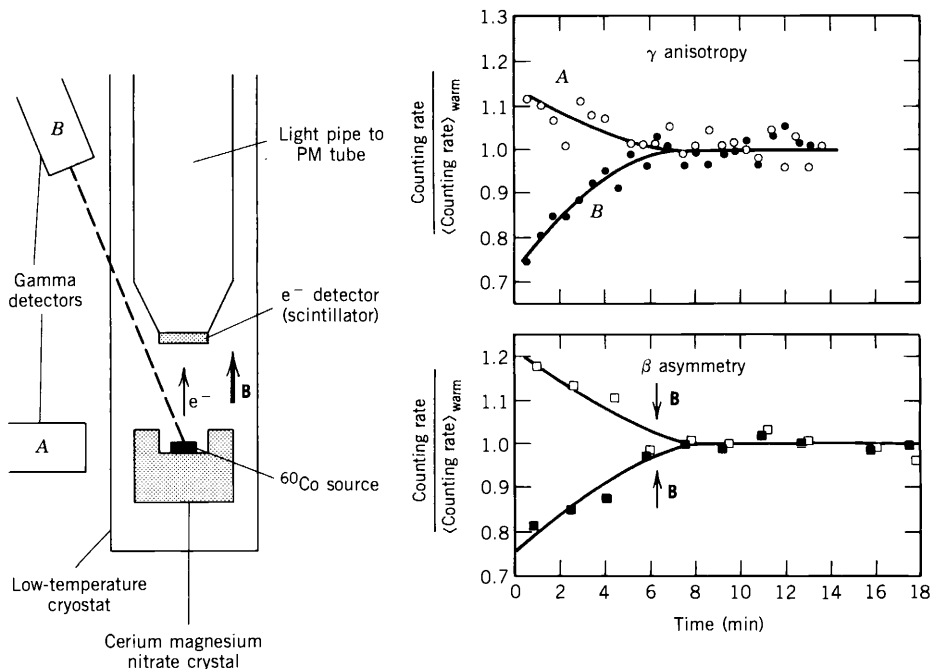 B
Light pipe to
PM tube
Gamma
detectors
e⁻ detector
(scintillator)
B
e⁻
A
⁶⁰Co source
Low-temperature
cryostat
Cerium magnesium
nitrate crystal
γ anisotropy
Counting rate
⟨Counting rate⟩ warm
1.3
1.2
1.1
1.0
0.9
0.8
0.7
A
B
β asymmetry
Counting rate
⟨Counting rate⟩ warm
1.2
1.1
1.0
0.9
0.8
0.7
B
B
0 2 4 6 8 10 12 14 16 18
Time (min)